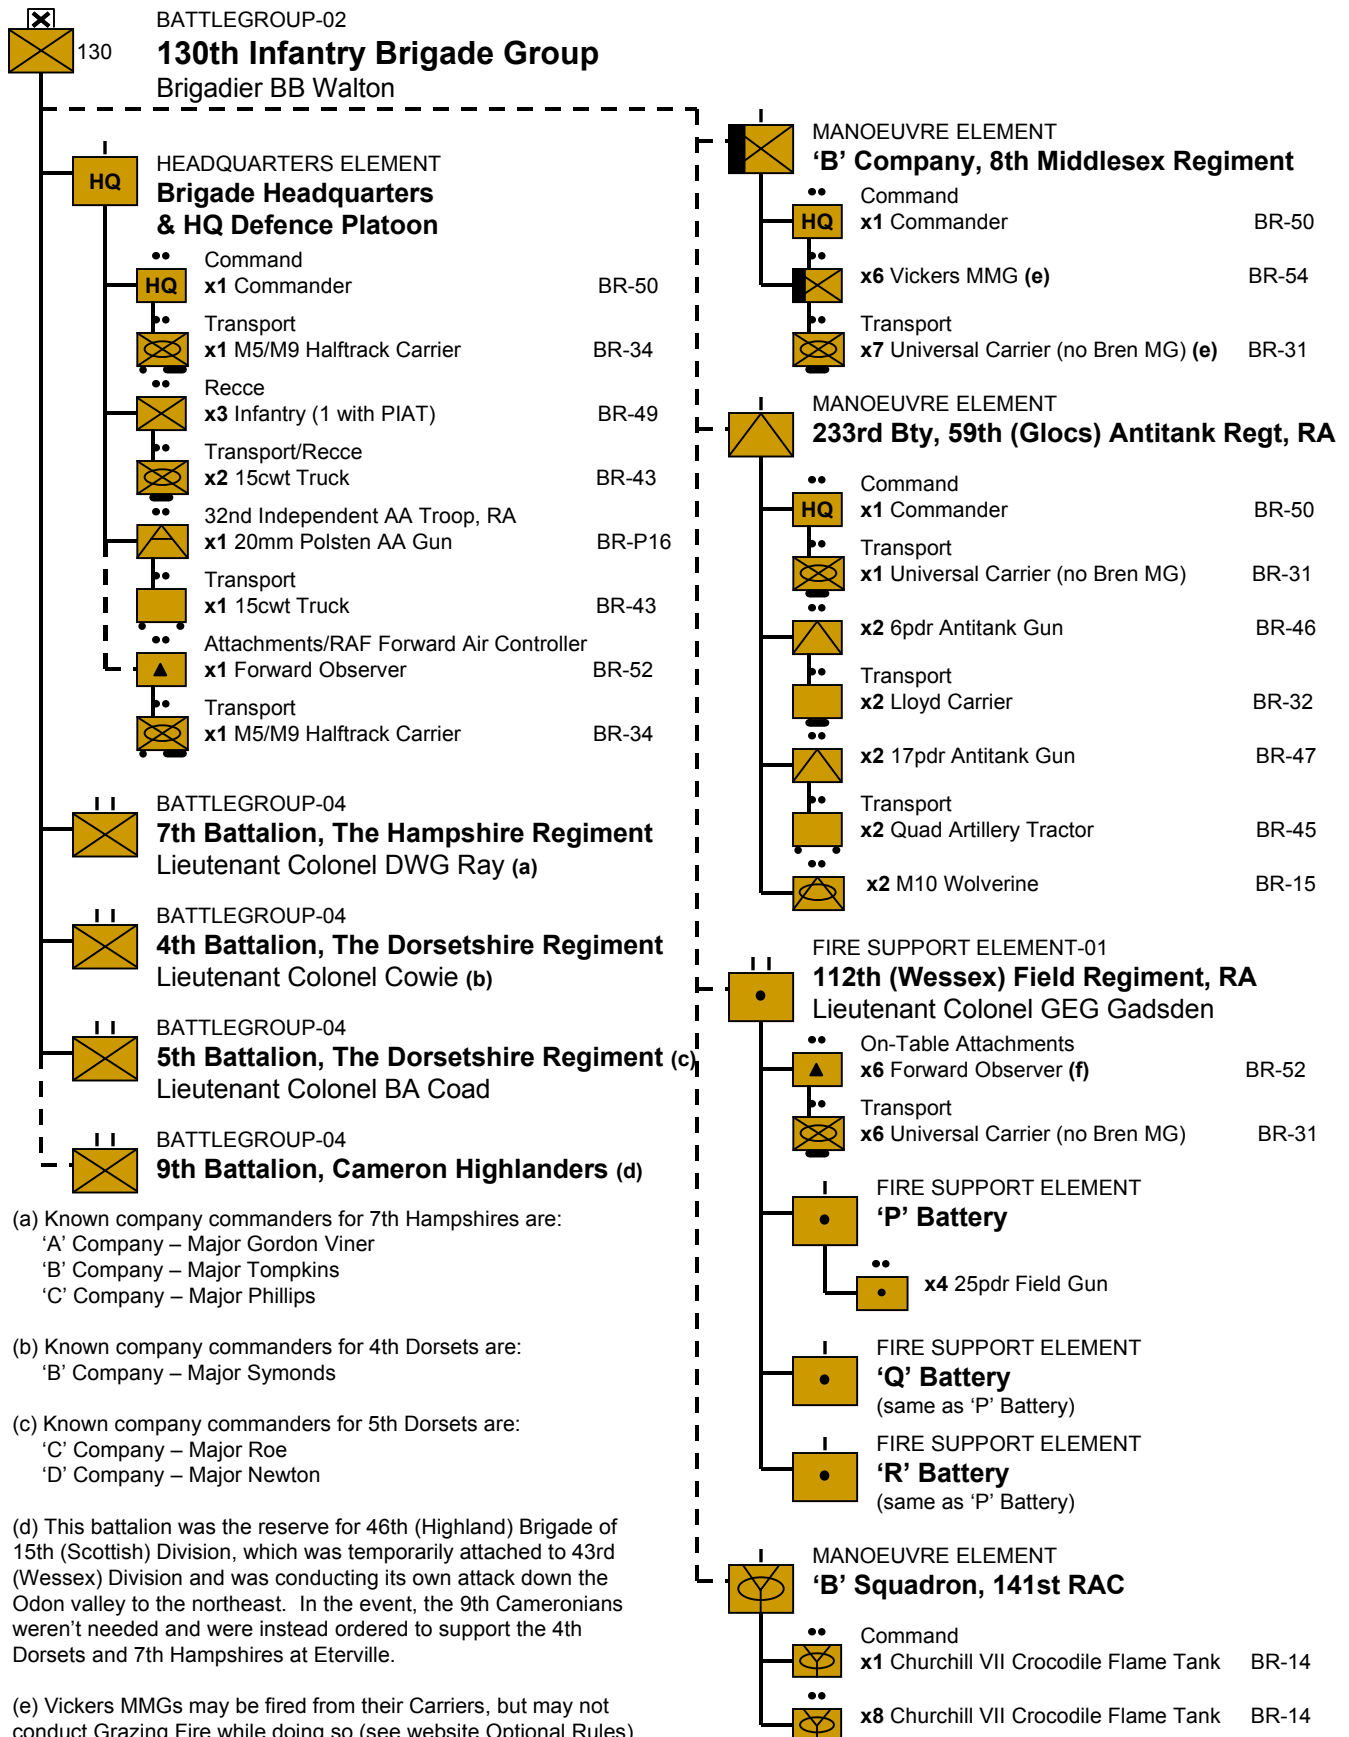 BATTLEGROUP-02
130
130th Infantry Brigade Group
Brigadier BB Walton
HEADQUARTERS ELEMENT
HQ
Brigade Headquarters
& HQ Defence Platoon
Command
HQ x1 Commander BR-50
Transport
x1 M5/M9 Halftrack Carrier BR-34
Recce
x3 Infantry (1 with PIAT) BR-49
Transport/Recce
x2 15cwt Truck BR-43
32nd Independent AA Troop, RA
x1 20mm Polsten AA Gun BR-P16
Transport
x1 15cwt Truck BR-43
Attachments/RAF Forward Air Controller
x1 Forward Observer BR-52
Transport
x1 M5/M9 Halftrack Carrier BR-34
BATTLEGROUP-04
7th Battalion, The Hampshire Regiment
Lieutenant Colonel DWG Ray (a)
BATTLEGROUP-04
4th Battalion, The Dorsetshire Regiment
Lieutenant Colonel Cowie (b)
BATTLEGROUP-04
5th Battalion, The Dorsetshire Regiment (c)
Lieutenant Colonel BA Coad
BATTLEGROUP-04
9th Battalion, Cameron Highlanders (d)
(a) Known company commanders for 7th Hampshires are:
‘A’ Company – Major Gordon Viner
‘B’ Company – Major Tompkins
‘C’ Company – Major Phillips
(b) Known company commanders for 4th Dorsets are:
‘B’ Company – Major Symonds
(c) Known company commanders for 5th Dorsets are:
‘C’ Company – Major Roe
‘D’ Company – Major Newton
(d) This battalion was the reserve for 46th (Highland) Brigade of
15th (Scottish) Division, which was temporarily attached to 43rd
(Wessex) Division and was conducting its own attack down the
Odon valley to the northeast. In the event, the 9th Cameronians
weren’t needed and were instead ordered to support the 4th
Dorsets and 7th Hampshires at Eterville.
(e) Vickers MMGs may be fired from their Carriers, but may not
conduct Grazing Fire while doing so (see website Optional Rules)
MANOEUVRE ELEMENT
‘B’ Company, 8th Middlesex Regiment
Command
HQ x1 Commander BR-50
x6 Vickers MMG (e) BR-54
Transport
x7 Universal Carrier (no Bren MG) (e) BR-31
MANOEUVRE ELEMENT
233rd Bty, 59th (Glocs) Antitank Regt, RA
Command
HQ x1 Commander BR-50
Transport
x1 Universal Carrier (no Bren MG) BR-31
x2 6pdr Antitank Gun BR-46
Transport
x2 Lloyd Carrier BR-32
x2 17pdr Antitank Gun BR-47
Transport
x2 Quad Artillery Tractor BR-45
x2 M10 Wolverine BR-15
FIRE SUPPORT ELEMENT-01
112th (Wessex) Field Regiment, RA
Lieutenant Colonel GEG Gadsden
On-Table Attachments
x6 Forward Observer (f) BR-52
Transport
x6 Universal Carrier (no Bren MG) BR-31
FIRE SUPPORT ELEMENT
‘P’ Battery
x4 25pdr Field Gun
FIRE SUPPORT ELEMENT
‘Q’ Battery
(same as ‘P’ Battery)
FIRE SUPPORT ELEMENT
‘R’ Battery
(same as ‘P’ Battery)
MANOEUVRE ELEMENT
‘B’ Squadron, 141st RAC
Command
x1 Churchill VII Crocodile Flame Tank BR-14
x8 Churchill VII Crocodile Flame Tank BR-14